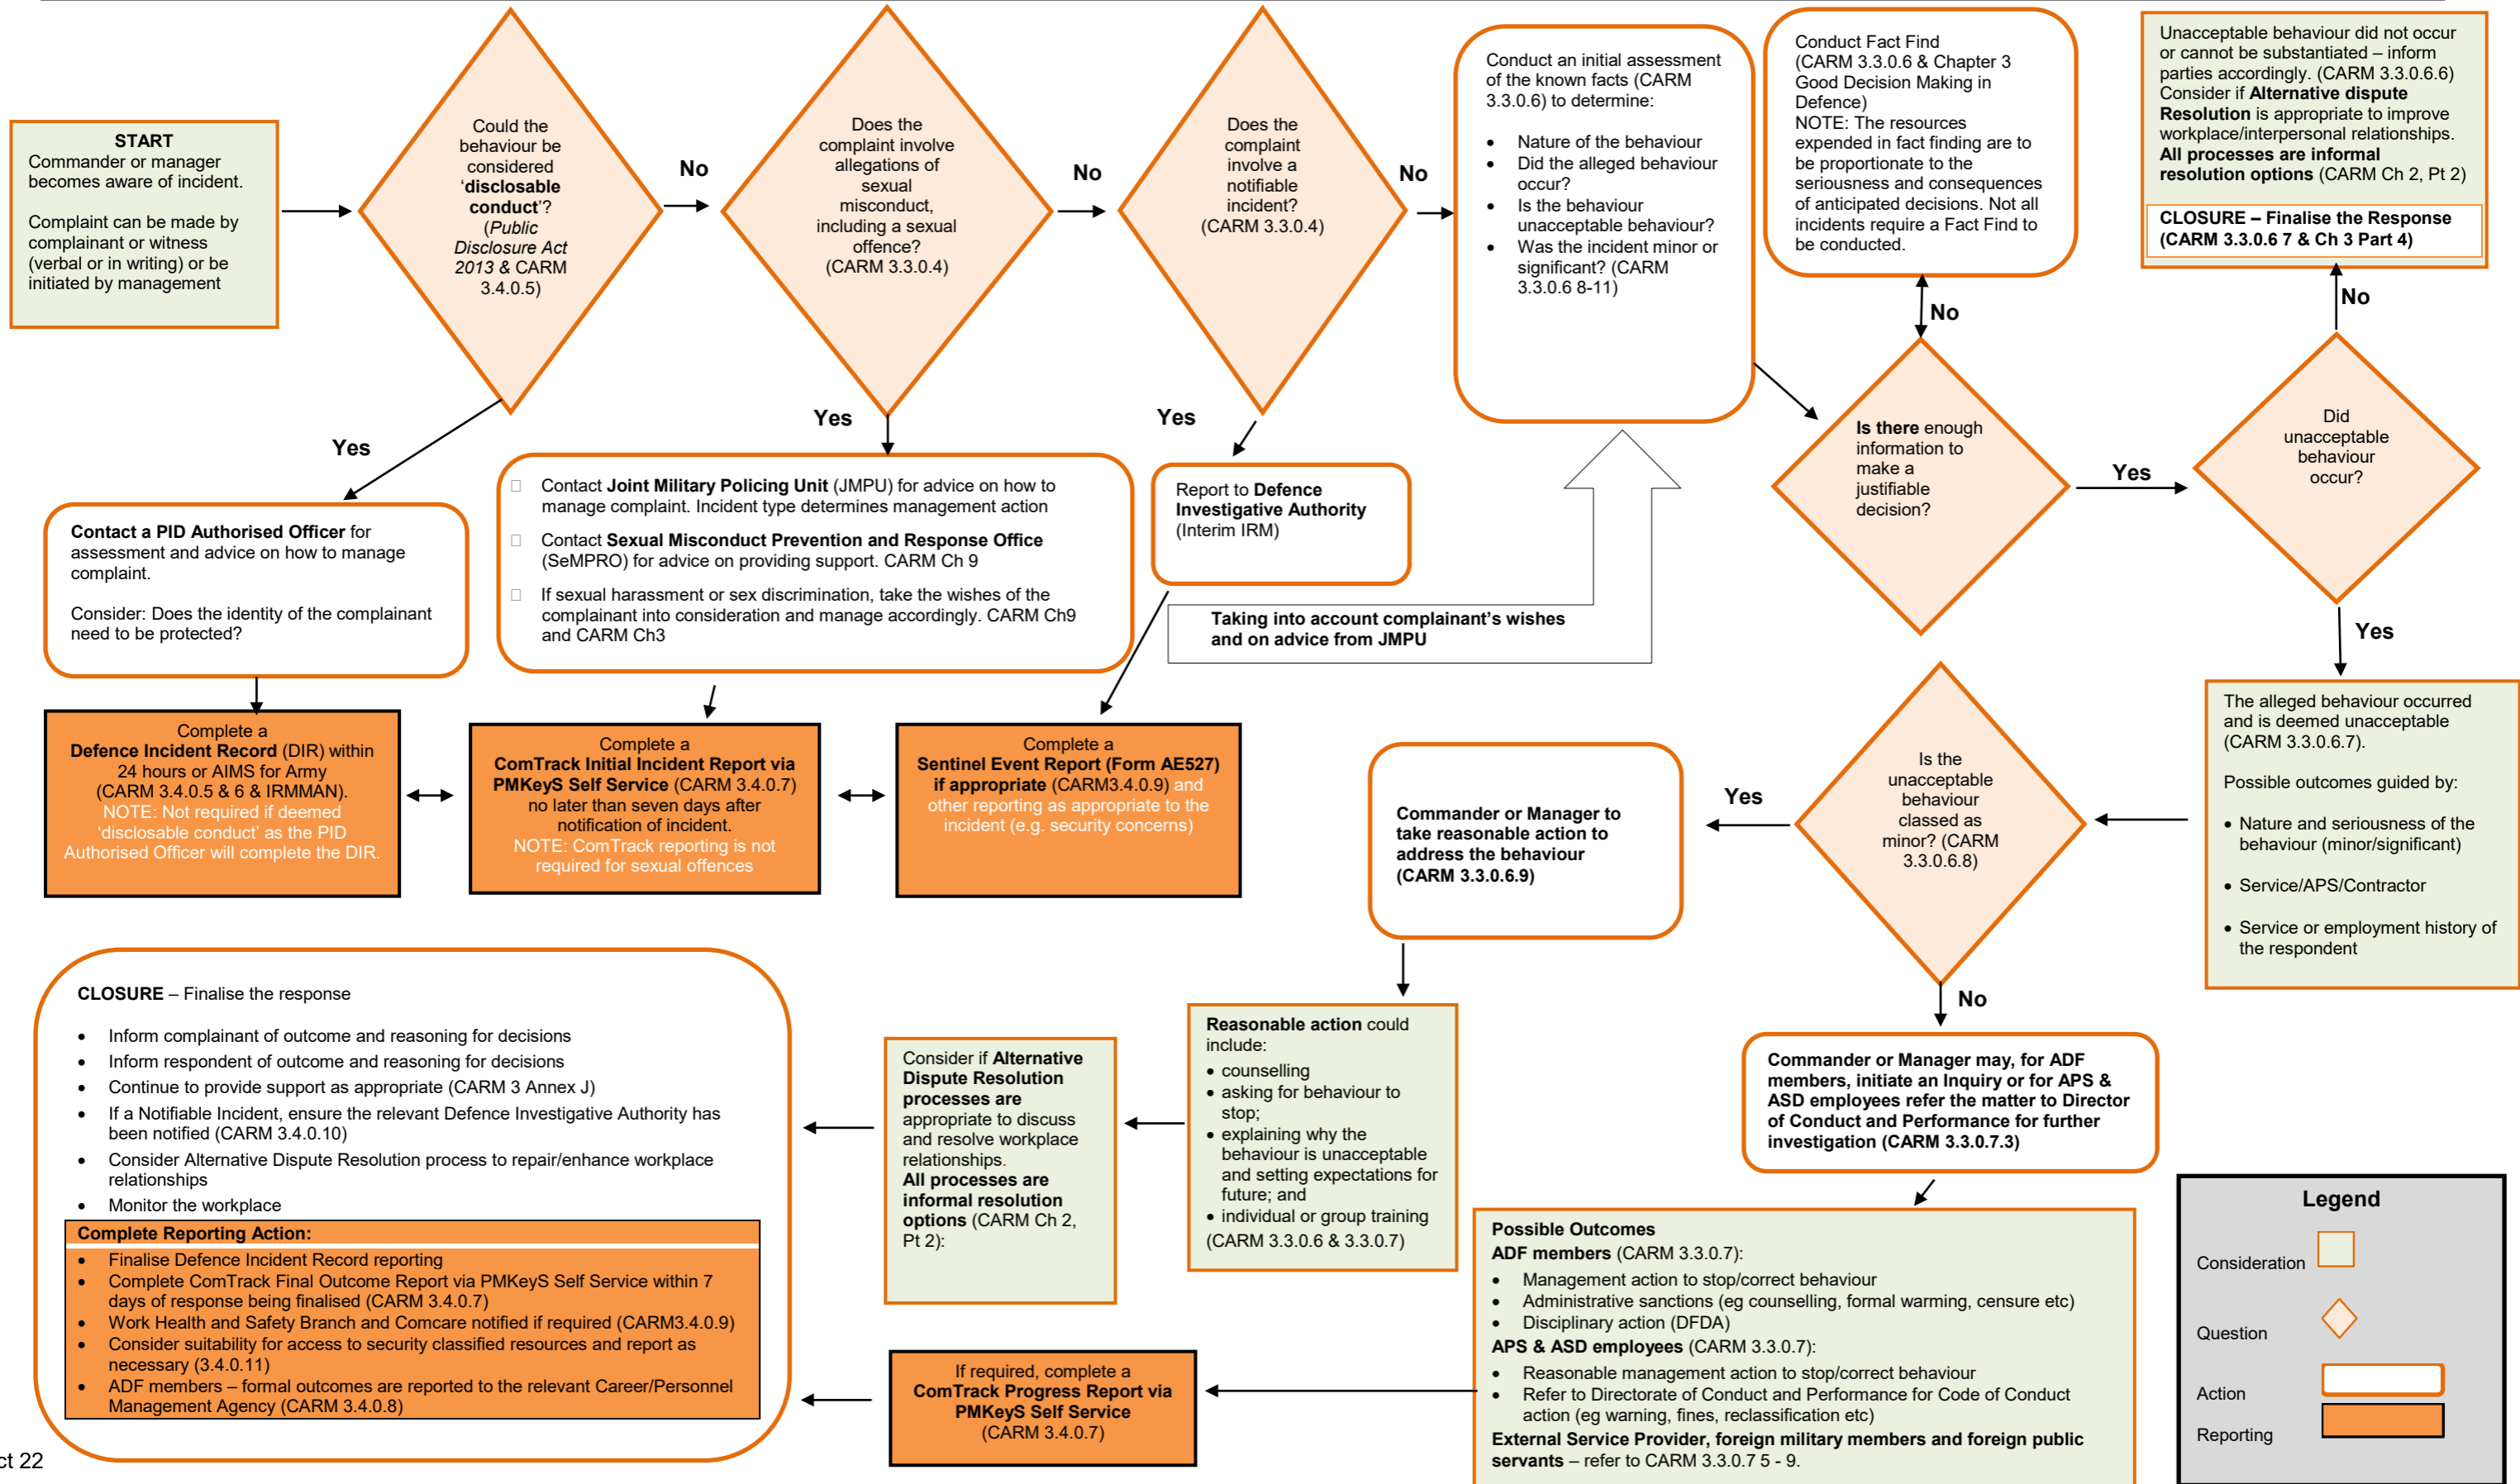 START
Commander or manager
becomes aware of incident.
Complaint can be made by
complainant or witness
(verbal or in writing) or be
initiated by management
Could the
behaviour be
considered
‘disclosable
conduct’?
(Public
Disclosure Act
2013 & CARM
3.4.0.5)
No
Yes
Does the
complaint involve
allegations of
sexual
misconduct,
including a sexual
offence?
(CARM 3.3.0.4)
No
Yes
Does the
complaint
involve a
notifiable
incident?
(CARM 3.3.0.4)
No
Yes
Conduct an initial assessment
of the known facts (CARM
3.3.0.6) to determine:
• Nature of the behaviour
• Did the alleged behaviour
occur?
• Is the behaviour
unacceptable behaviour?
• Was the incident minor or
significant? (CARM
3.3.0.6 8-11)
Conduct Fact Find
(CARM 3.3.0.6 & Chapter 3
Good Decision Making in
Defence)
NOTE: The resources
expended in fact finding are to
be proportionate to the
seriousness and consequences
of anticipated decisions. Not all
incidents require a Fact Find to
be conducted.
No
Unacceptable behaviour did not occur
or cannot be substantiated – inform
parties accordingly. (CARM 3.3.0.6.6)
Consider if Alternative dispute
Resolution is appropriate to improve
workplace/interpersonal relationships.
All processes are informal
resolution options (CARM Ch 2, Pt 2)
CLOSURE – Finalise the Response
(CARM 3.3.0.6 7 & Ch 3 Part 4)
No
Is there enough
information to
make a
justifiable
decision?
Yes
Did
unacceptable
behaviour
occur?
Yes
Contact a PID Authorised Officer for
assessment and advice on how to manage
complaint.
Consider: Does the identity of the complainant
need to be protected?
Contact Joint Military Policing Unit (JMPU) for advice on how to
manage complaint. Incident type determines management action
Contact Sexual Misconduct Prevention and Response Office
(SeMPRO) for advice on providing support. CARM Ch 9
If sexual harassment or sex discrimination, take the wishes of the
complainant into consideration and manage accordingly. CARM Ch9
and CARM Ch3
Report to Defence
Investigative Authority
(Interim IRM)
Taking into account complainant’s wishes
and on advice from JMPU
Complete a
Defence Incident Record (DIR) within
24 hours or AIMS for Army
(CARM 3.4.0.5 & 6 & IRMMAN).
NOTE: Not required if deemed
‘disclosable conduct’ as the PID
Authorised Officer will complete the DIR.
Complete a
ComTrack Initial Incident Report via
PMKeyS Self Service (CARM 3.4.0.7)
no later than seven days after
notification of incident.
NOTE: ComTrack reporting is not
required for sexual offences
Complete a
Sentinel Event Report (Form AE527)
if appropriate (CARM3.4.0.9) and
other reporting as appropriate to the
incident (e.g. security concerns)
The alleged behaviour occurred
and is deemed unacceptable
(CARM 3.3.0.6.7).
Possible outcomes guided by:
• Nature and seriousness of the
behaviour (minor/significant)
• Service/APS/Contractor
• Service or employment history of
the respondent
Is the
unacceptable
behaviour
classed as
minor? (CARM
3.3.0.6.8)
Yes
No
Commander or Manager to
take reasonable action to
address the behaviour
(CARM 3.3.0.6.9)
Commander or Manager may, for ADF
members, initiate an Inquiry or for APS &
ASD employees refer the matter to Director
of Conduct and Performance for further
investigation (CARM 3.3.0.7.3)
Reasonable action could
include:
• counselling
• asking for behaviour to
stop;
• explaining why the
behaviour is unacceptable
and setting expectations for
future; and
• individual or group training
(CARM 3.3.0.6 & 3.3.0.7)
Consider if Alternative
Dispute Resolution
processes are
appropriate to discuss
and resolve workplace
relationships.
All processes are
informal resolution
options (CARM Ch 2,
Pt 2):
Possible Outcomes
ADF members (CARM 3.3.0.7):
• Management action to stop/correct behaviour
• Administrative sanctions (eg counselling, formal warming, censure etc)
• Disciplinary action (DFDA)
APS & ASD employees (CARM 3.3.0.7):
• Reasonable management action to stop/correct behaviour
• Refer to Directorate of Conduct and Performance for Code of Conduct
action (eg warning, fines, reclassification etc)
External Service Provider, foreign military members and foreign public
servants – refer to CARM 3.3.0.7 5 - 9.
If required, complete a
ComTrack Progress Report via
PMKeyS Self Service
(CARM 3.4.0.7)
CLOSURE – Finalise the response
• Inform complainant of outcome and reasoning for decisions
• Inform respondent of outcome and reasoning for decisions
• Continue to provide support as appropriate (CARM 3 Annex J)
• If a Notifiable Incident, ensure the relevant Defence Investigative Authority has
been notified (CARM 3.4.0.10)
• Consider Alternative Dispute Resolution process to repair/enhance workplace
relationships
• Monitor the workplace
Complete Reporting Action:
• Finalise Defence Incident Record reporting
• Complete ComTrack Final Outcome Report via PMKeyS Self Service within 7
days of response being finalised (CARM 3.4.0.7)
• Work Health and Safety Branch and Comcare notified if required (CARM3.4.0.9)
• Consider suitability for access to security classified resources and report as
necessary (3.4.0.11)
• ADF members – formal outcomes are reported to the relevant Career/Personnel
Management Agency (CARM 3.4.0.8)
Legend
Consideration
Question
Action
Reporting
ct 22